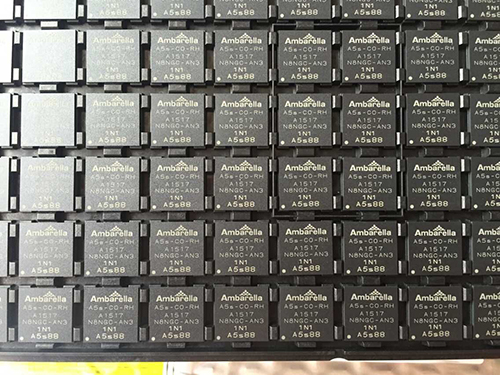 Ambarella
A5s-C0-RH
A1517
N8NGC-AN3
1N1
A5s88